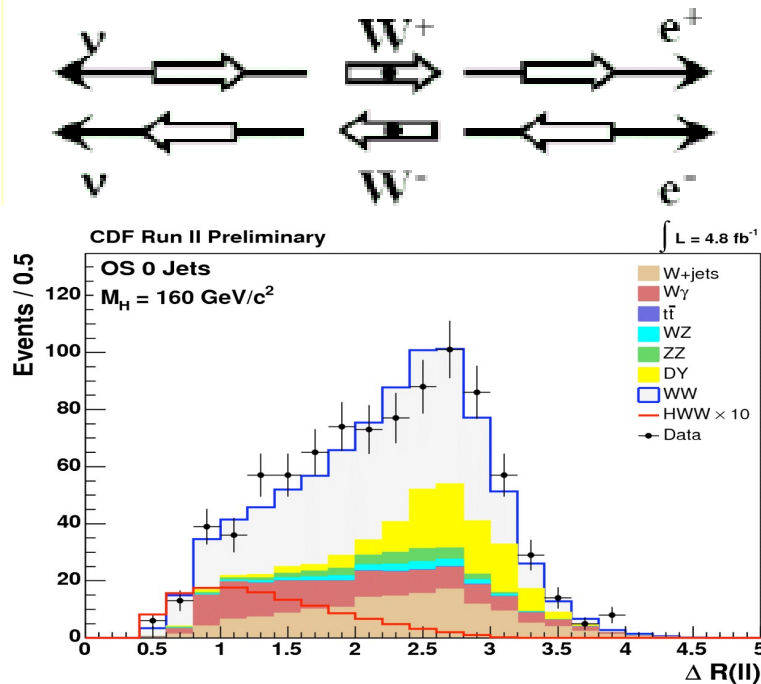 ν W⁺ e⁺
ν W⁻ e⁻
CDF Run II Preliminary ∫ L = 4.8 fb⁻¹
OS 0 Jets
M_H = 160 GeV/c²
Events / 0.5
120
100
80
60
40
20
0
W+jets
Wγ
tt̄
WZ
ZZ
DY
WW
HWW × 10
Data
0 0.5 1 1.5 2 2.5 3 3.5 4 4.5 5
Δ R(ll)